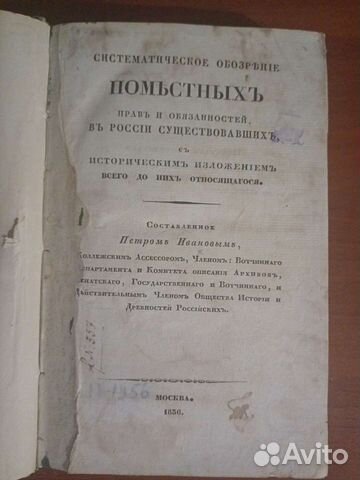 СИСТЕМАТИЧЕСКОЕ ОБОЗРѢНІЕ
ПОМѢСТНЫХЪ
ПРАВЪ И ОБЯЗАННОСТЕЙ,
ВЪ РОССІИ СУЩЕСТВОВАВШИХЪ,
СЪ
ИСТОРИЧЕСКИМЪ ИЗЛОЖЕНІЕМЪ
ВСЕГО ДО НИХЪ ОТНОСЯЩАГОСЯ.
СОСТАВЛЕННОЕ
Петромъ Ивановымъ,
Коллежскимъ Ассессоромъ, Членомъ: Вотчиннаго
Департамента и Комитета описанія Архивовъ,
Сенатскаго, Государственнаго и Вотчиннаго, и
Дѣйствительнымъ Членомъ Общества Исторіи и
Древностей Россійскихъ.
МОСКВА.
1836.
Avito